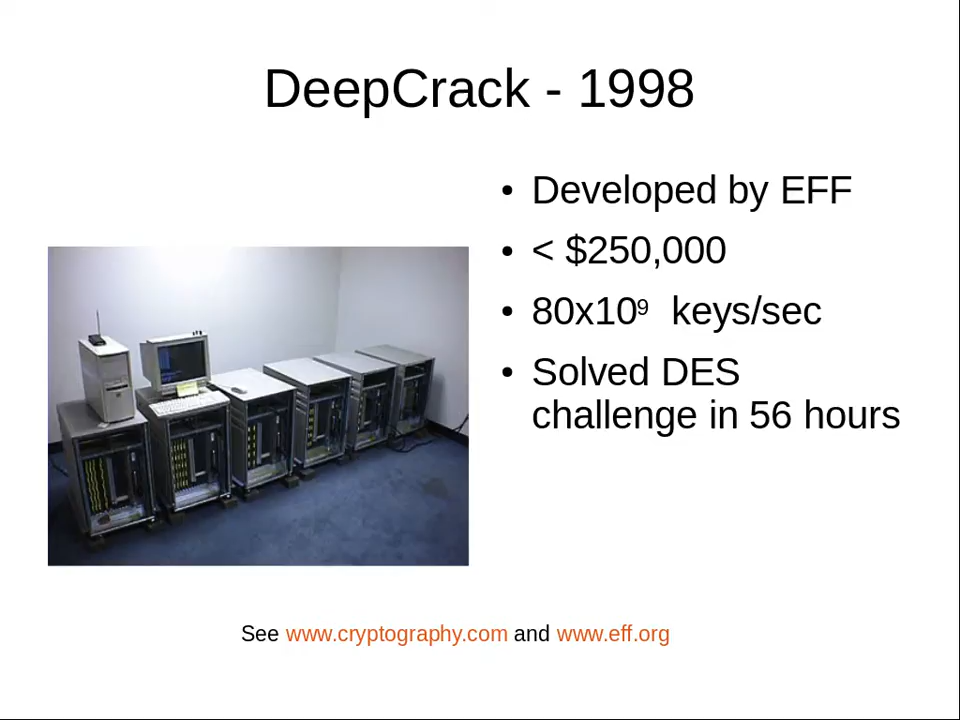 DeepCrack - 1998
• Developed by EFF
• < $250,000
• 80x10⁹ keys/sec
• Solved DES
challenge in 56 hours
See www.cryptography.com and www.eff.org